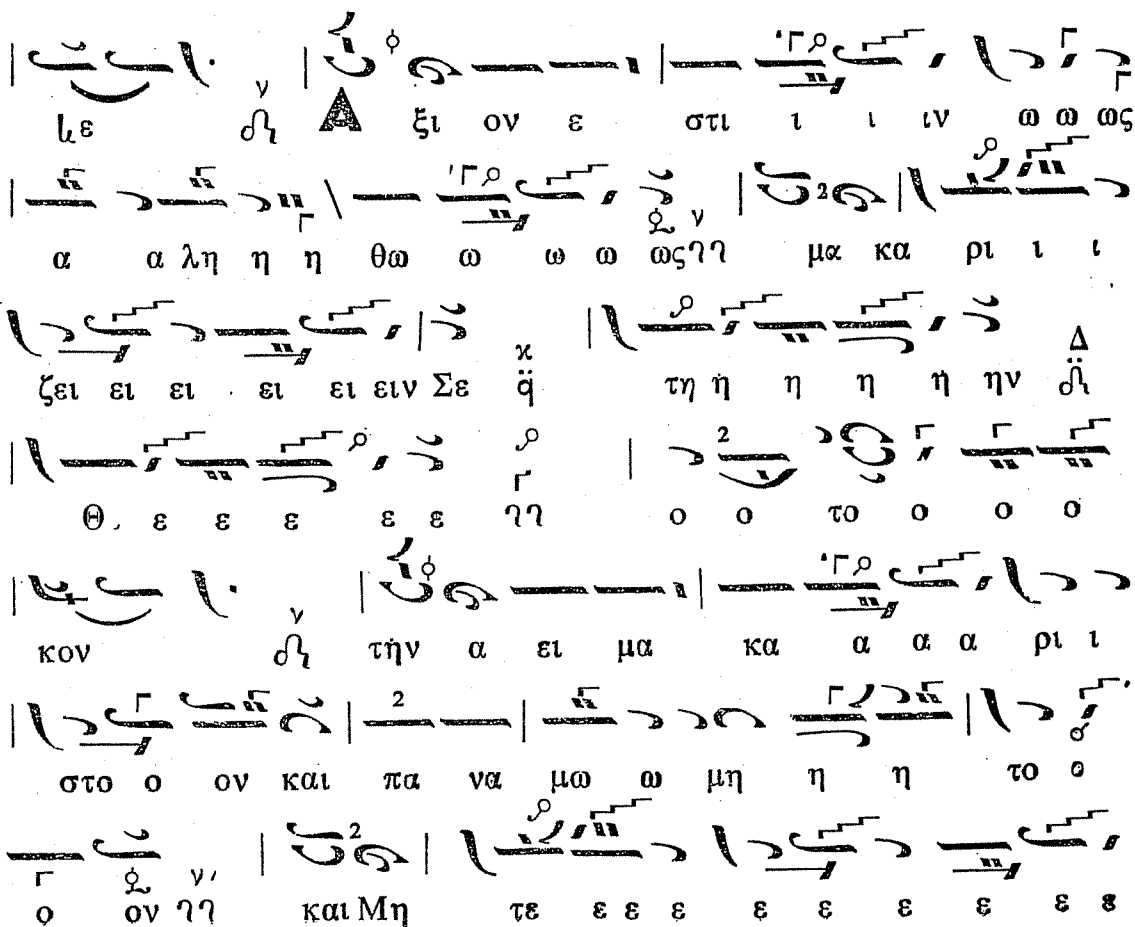 με Α ξι ον ε στι ι ι ιν ω ω ως
α α λη η η θω ω ω ω ως μα κα ρι ι ι
ζει ει ει ει ει ειν Σε τη η η η η ην
Θ ε ε ε ε ε ο ο το ο ο ο
κον τὴν α ει μα κα α α α ρι ι
στο ο ον και πα να μω ω μη η η το ο
ο ον και Μη τε ε ε ε ε ε ε ε ε ε